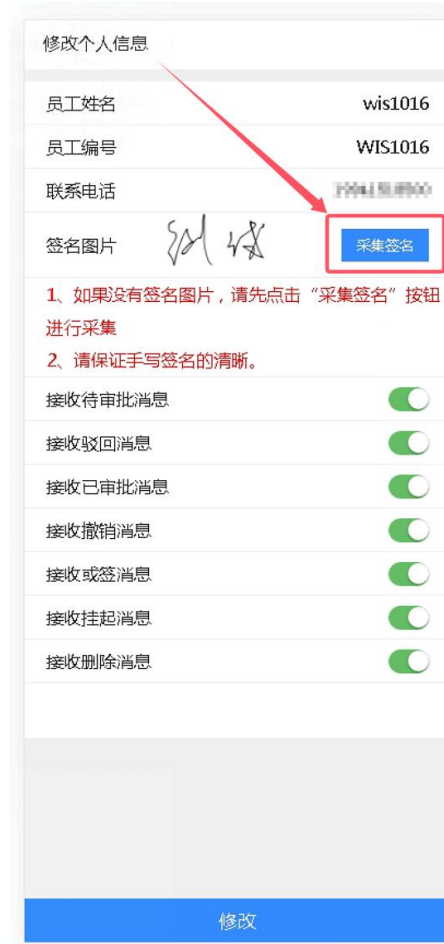 修改个人信息
员工姓名 wis1016
员工编号 WIS1016
联系电话
签名图片 采集签名
1、如果没有签名图片，请先点击“采集签名”按钮
进行采集
2、请保证手写签名的清晰。
接收待审批消息
接收驳回消息
接收已审批消息
接收撤销消息
接收或签消息
接收挂起消息
接收删除消息
修改